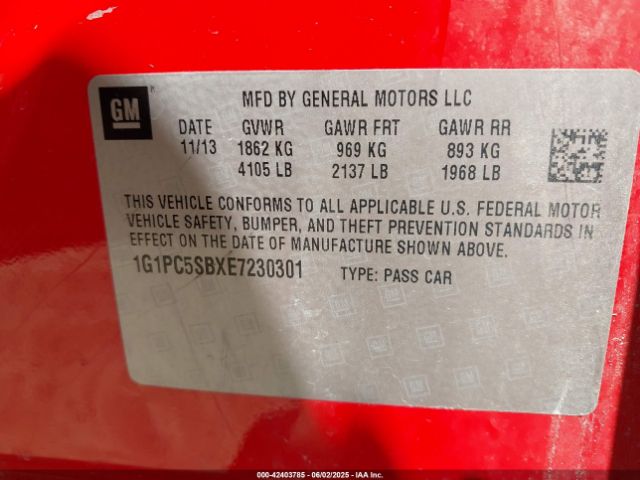 GM
MFD BY GENERAL MOTORS LLC
DATE GVWR GAWR FRT GAWR RR
11/13 1862 KG 969 KG 893 KG
4105 LB 2137 LB 1968 LB
THIS VEHICLE CONFORMS TO ALL APPLICABLE U.S. FEDERAL MOTOR
VEHICLE SAFETY, BUMPER, AND THEFT PREVENTION STANDARDS IN
EFFECT ON THE DATE OF MANUFACTURE SHOWN ABOVE.
1G1PC5SBXE7230301 TYPE: PASS CAR
000-42403785 - 06/02/2025 - IAA Inc.